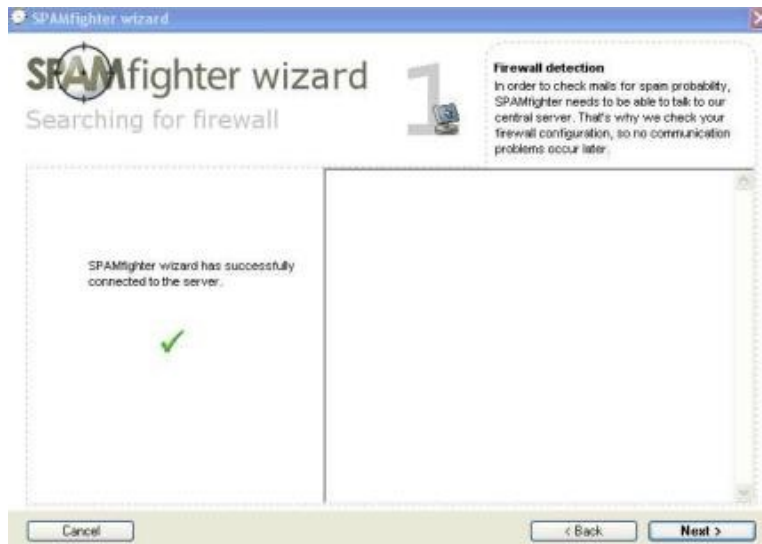 SPAMfighter wizard
SPAMfighter wizard
Searching for firewall
1
Firewall detection
In order to check mails for spam probability,
SPAMfighter needs to be able to talk to our
central server. That's why we check your
firewall configuration, so no communication
problems occur later.
SPAMfighter wizard has successfully
connected to the server.
Cancel
< Back
Next >